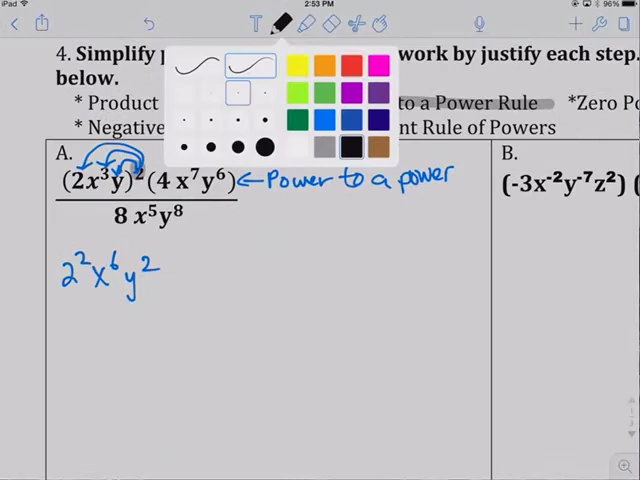 iPad 2:53 PM 96%
T
4. Simplify p work by justify each step.
below.
* Product to a Power Rule *Zero Po
* Negative nt Rule of Powers
A. B.
(2x³y)²(4 x⁷y⁶) ← Power to a power (-3x⁻²y⁻⁷z²) (
8 x⁵y⁸
2²x⁶y²